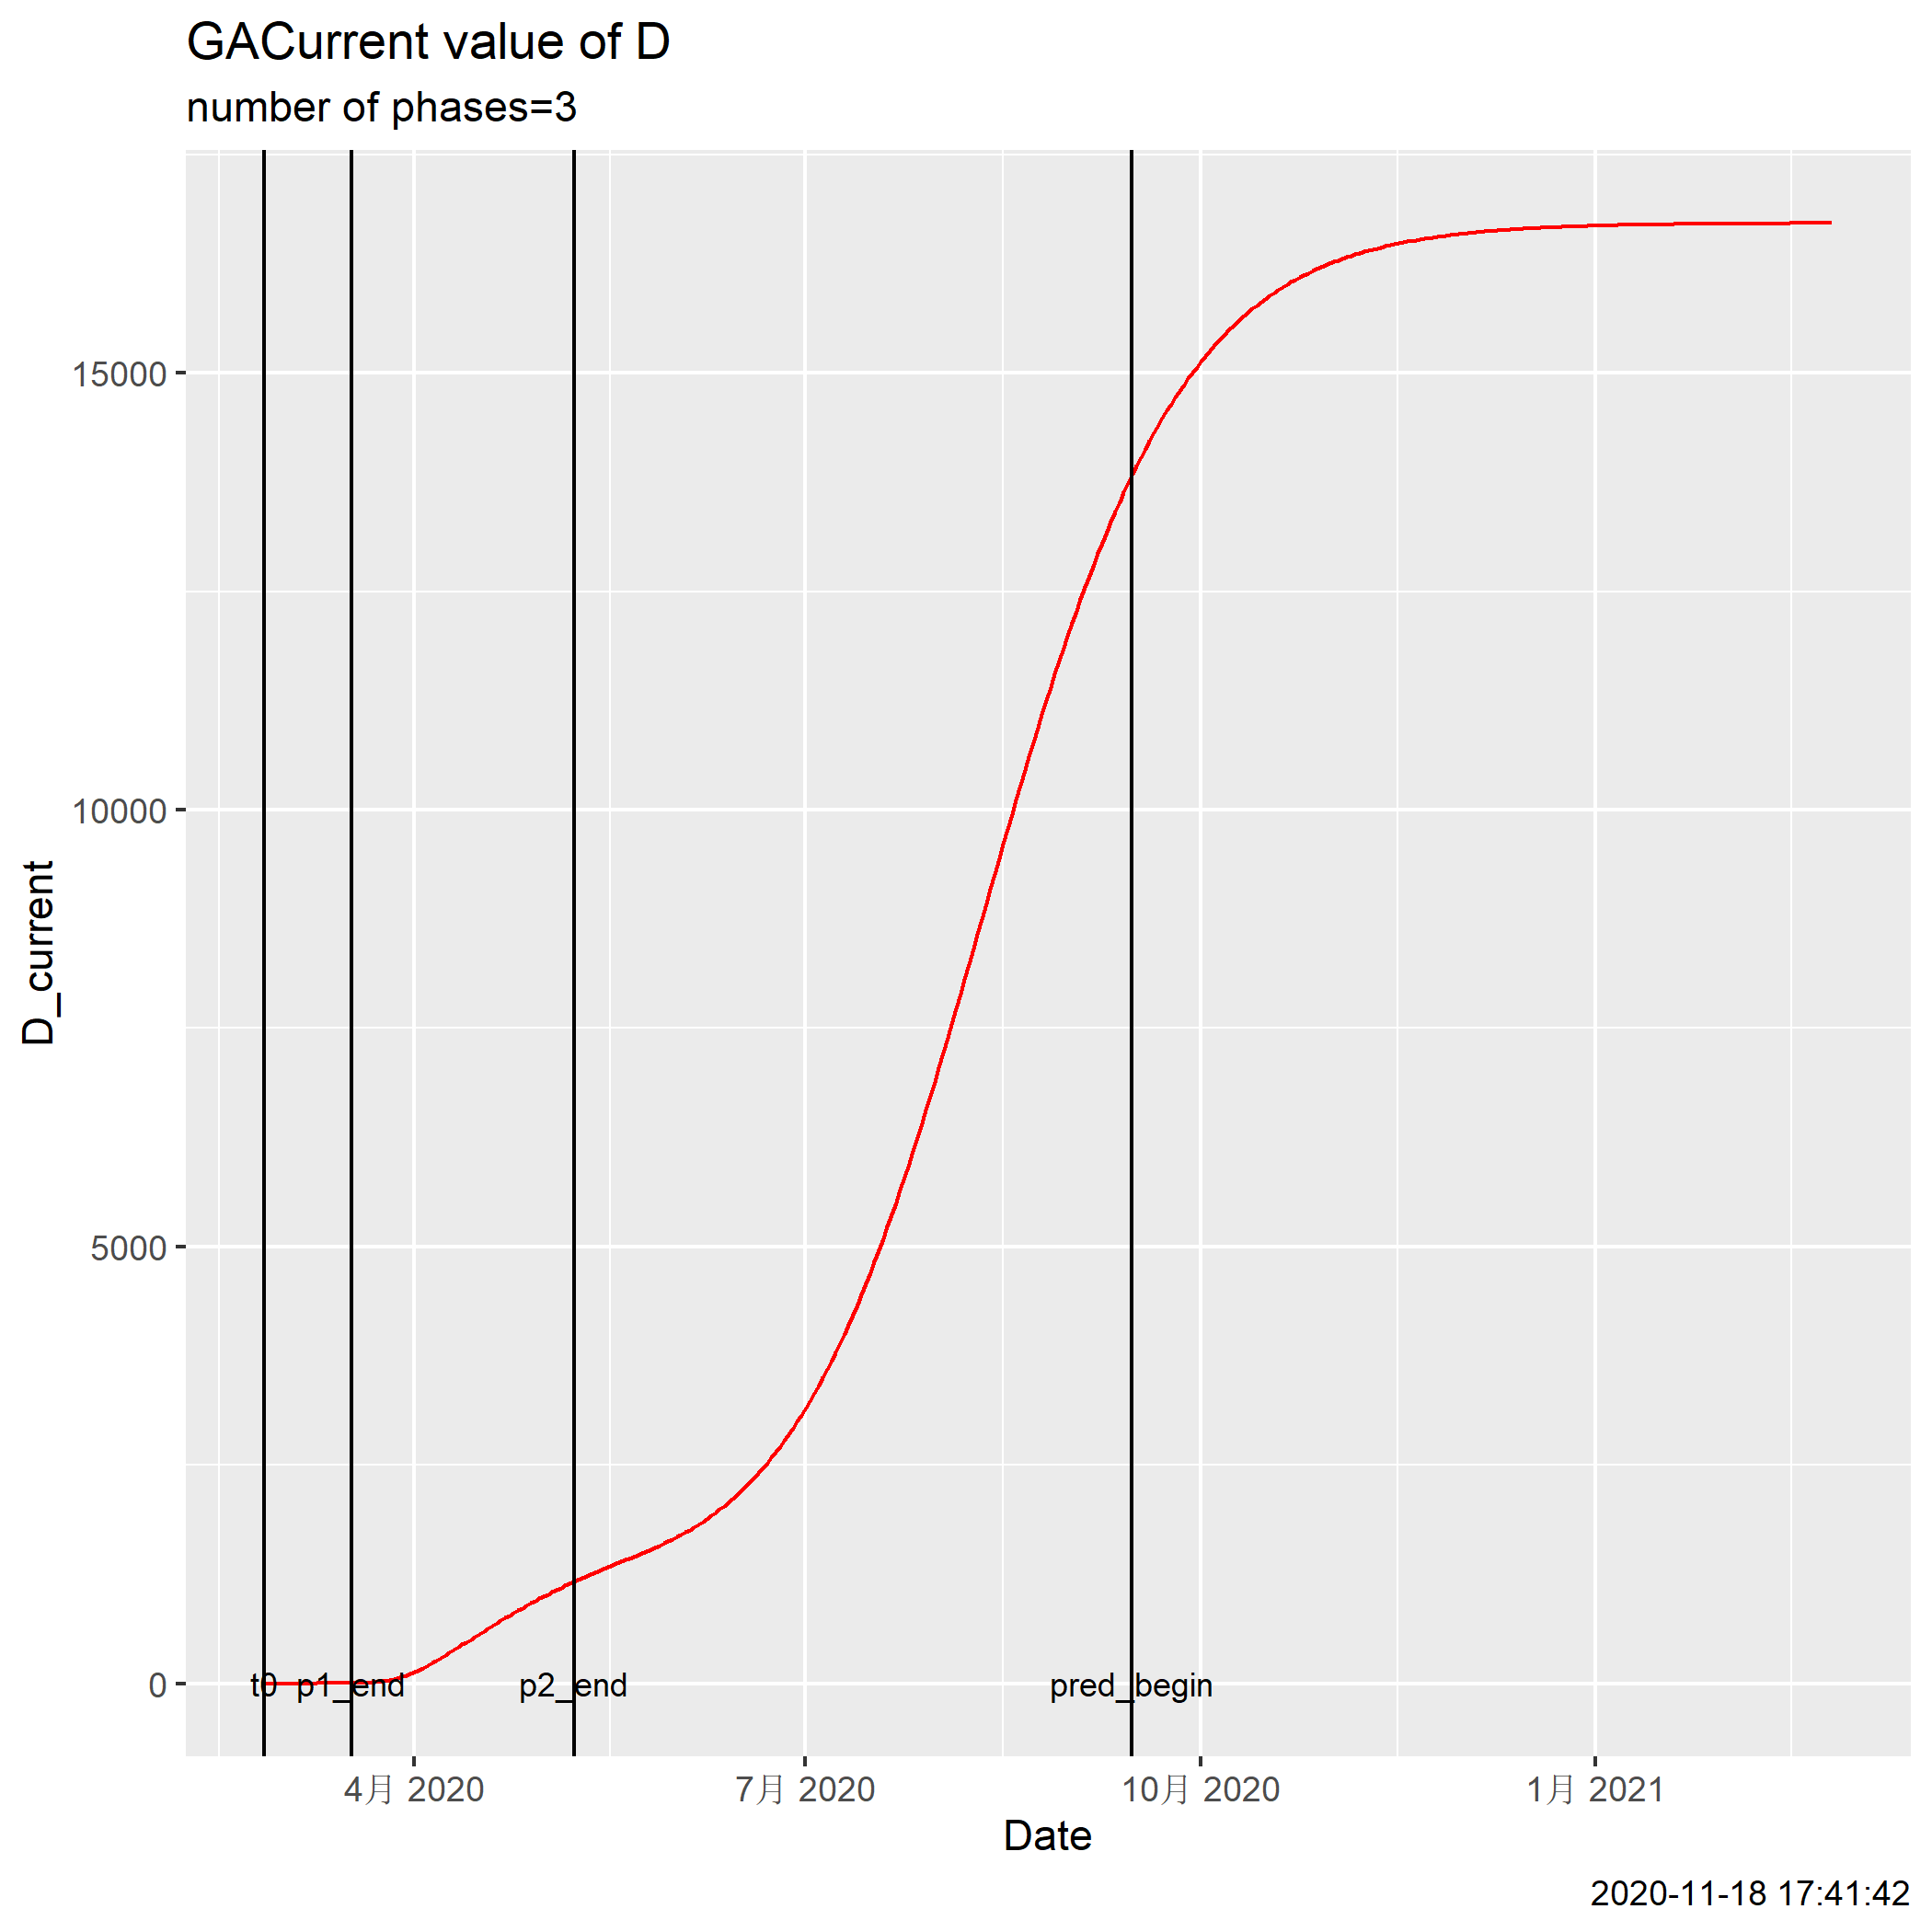 GACurrent value of D
number of phases=3
15000
10000
5000
0
D_current
t0 p1_end p2_end pred_begin
4月 2020 7月 2020 10月 2020 1月 2021
Date
2020-11-18 17:41:42